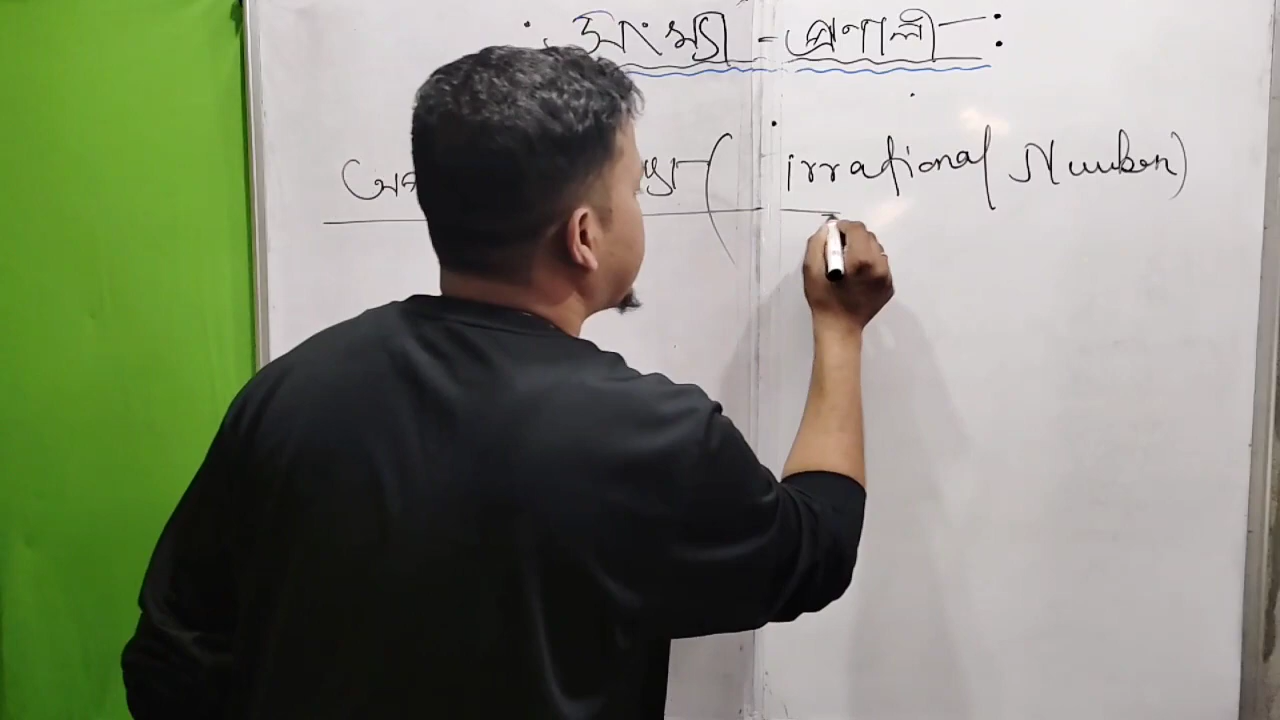 : সংখ্যা - প্রণালী :
(irrational Number)